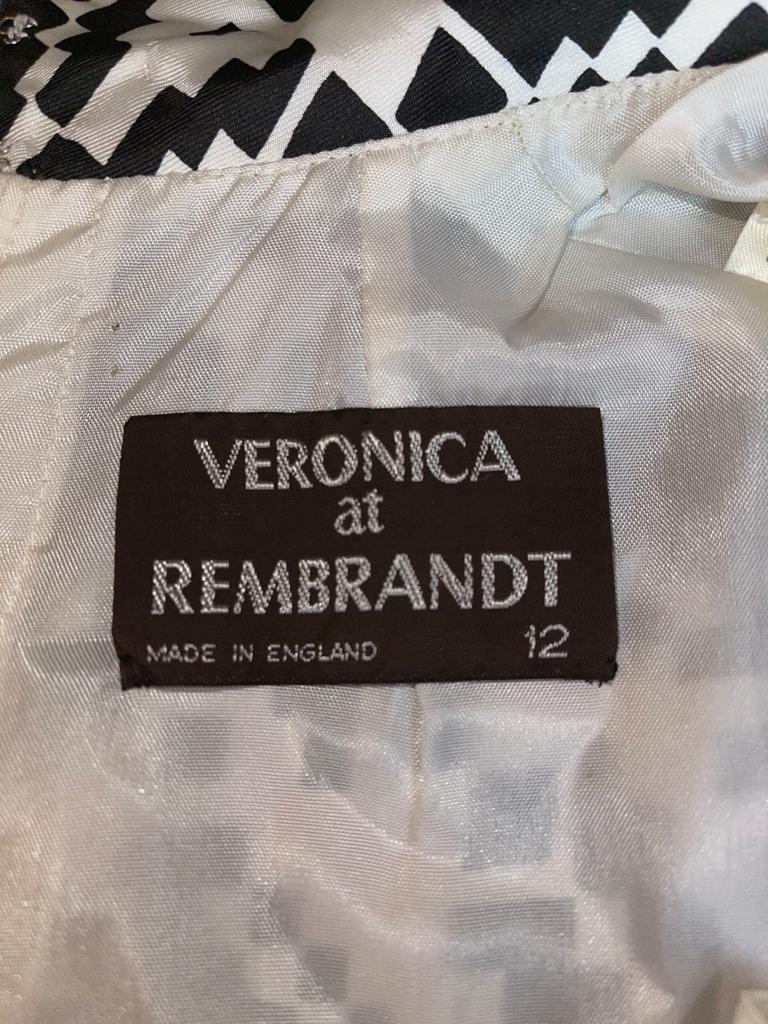 VERONICA
at
REMBRANDT
MADE IN ENGLAND 12